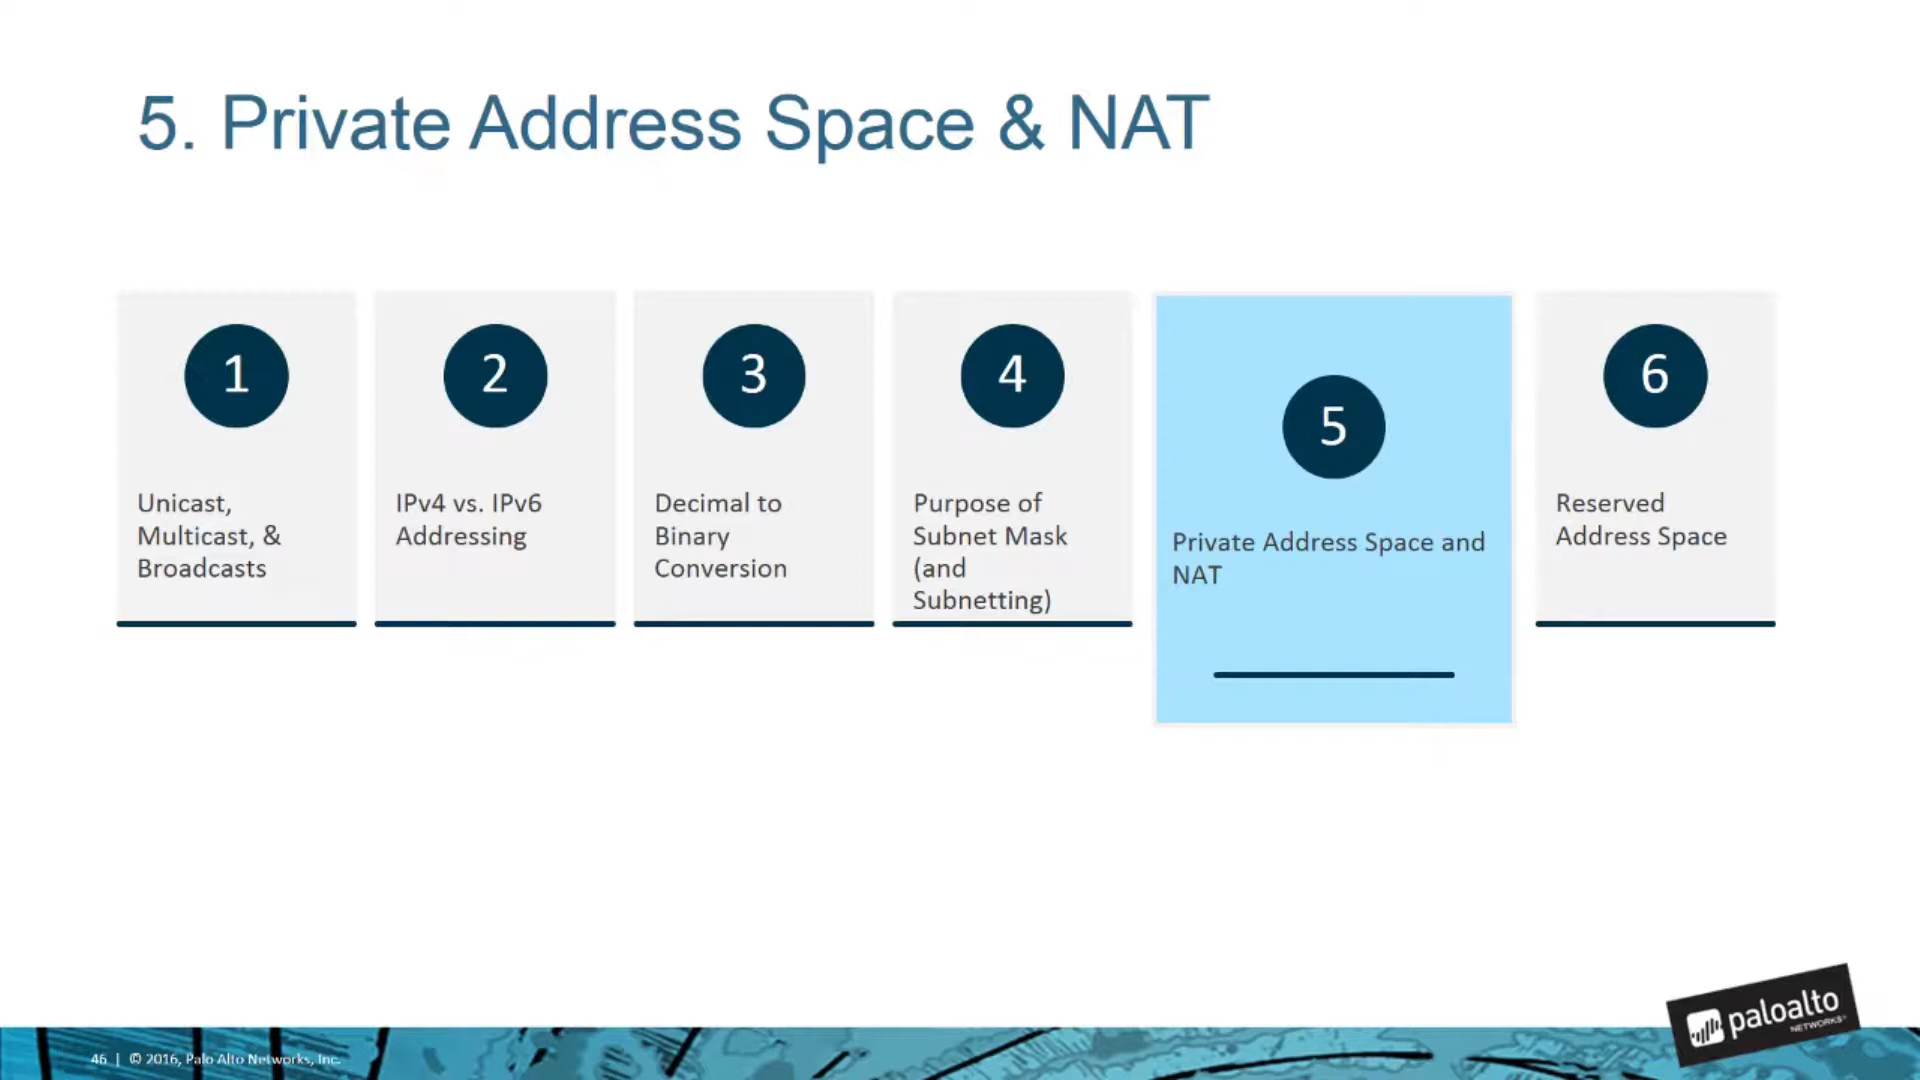 5. Private Address Space & NAT
1
Unicast,
Multicast, &
Broadcasts
2
IPv4 vs. IPv6
Addressing
3
Decimal to
Binary
Conversion
4
Purpose of
Subnet Mask
(and
Subnetting)
5
Private Address Space and
NAT
6
Reserved
Address Space
paloalto
NETWORKS
46 | © 2016, Palo Alto Networks, Inc.